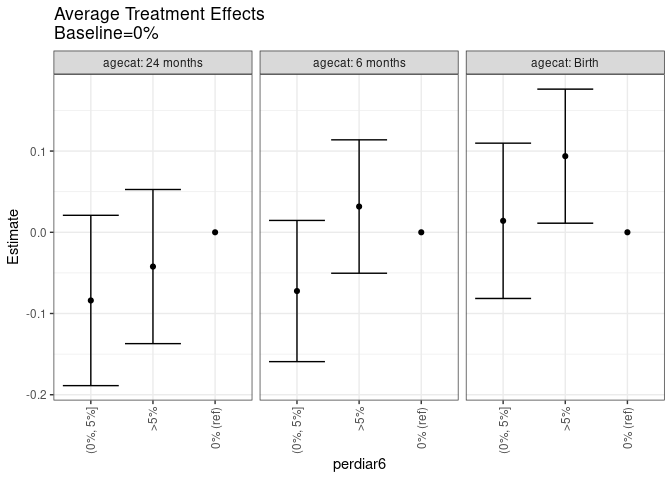 Average Treatment Effects
Baseline=0%
agecat: 24 months
agecat: 6 months
agecat: Birth
Estimate
0.1
0.0
-0.1
-0.2
(0%, 5%]
>5%
0% (ref)
(0%, 5%]
>5%
0% (ref)
(0%, 5%]
>5%
0% (ref)
perdiar6